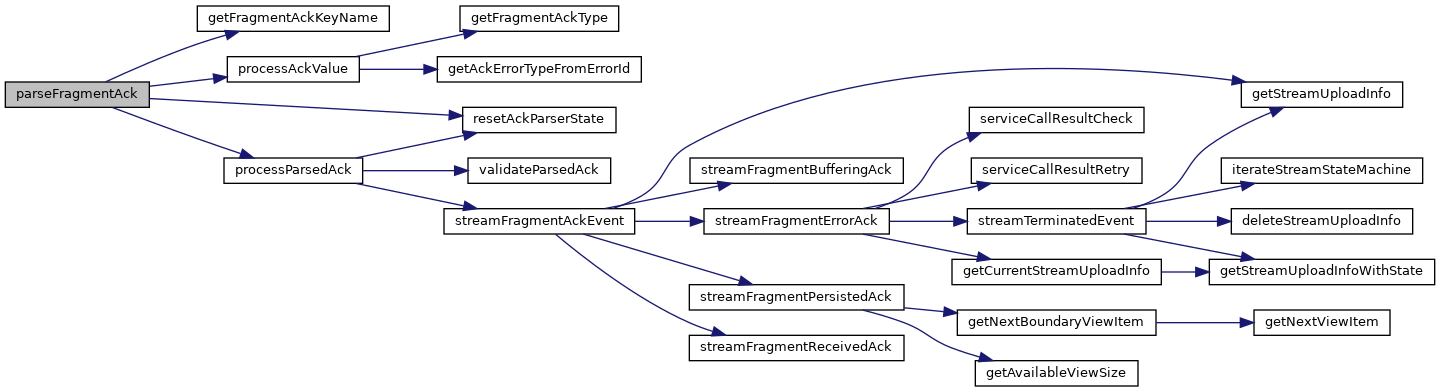 getFragmentAckKeyName
getFragmentAckType
processAckValue
getAckErrorTypeFromErrorId
parseFragmentAck
getStreamUploadInfo
resetAckParserState
serviceCallResultCheck
processParsedAck
validateParsedAck
streamFragmentBufferingAck
serviceCallResultRetry
iterateStreamStateMachine
streamFragmentAckEvent
streamFragmentErrorAck
streamTerminatedEvent
deleteStreamUploadInfo
getCurrentStreamUploadInfo
getStreamUploadInfoWithState
streamFragmentPersistedAck
getNextBoundaryViewItem
getNextViewItem
streamFragmentReceivedAck
getAvailableViewSize